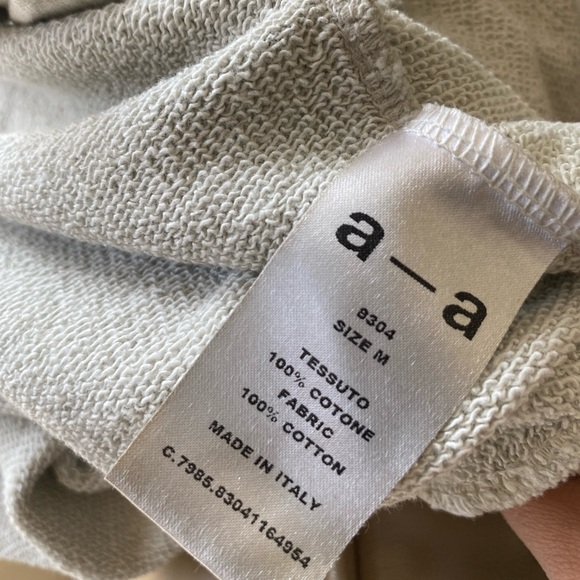 a—a
8304
SIZE M
TESSUTO
100% COTONE
FABRIC
100% COTTON
MADE IN ITALY
C.7985.83041164954